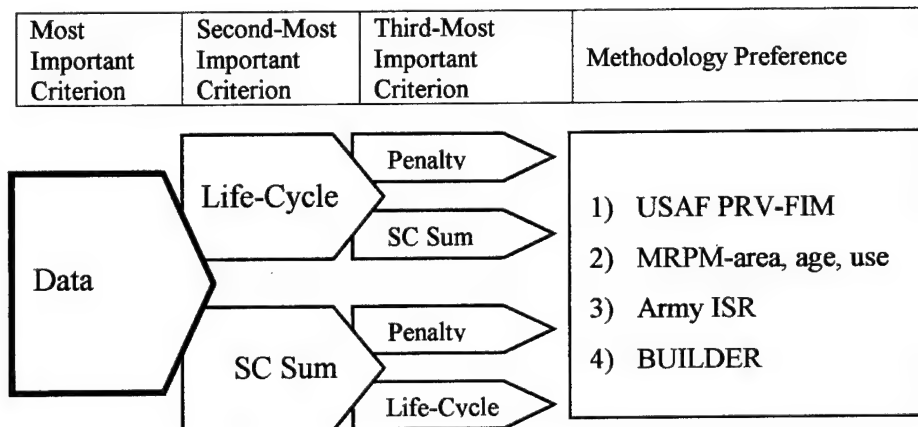 Most
Important
Criterion
Second-Most
Important
Criterion
Third-Most
Important
Criterion
Methodology Preference
Data
Life-Cycle
Penalty
SC Sum
SC Sum
Penalty
Life-Cycle
1) USAF PRV-FIM
2) MRPM-area, age, use
3) Army ISR
4) BUILDER